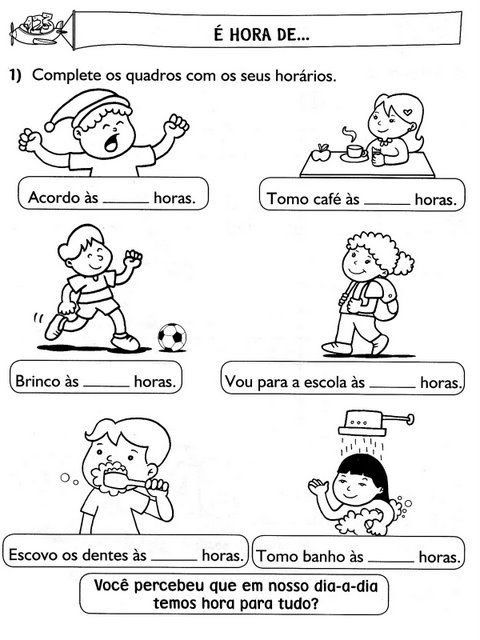 É HORA DE...
1) Complete os quadros com os seus horários.
Acordo às ______ horas.
Tomo café às ______ horas.
Brinco às ______ horas.
Vou para a escola às ______ horas.
Escovo os dentes às ______ horas.
Tomo banho às ______ horas.
Você percebeu que em nosso dia-a-dia
temos hora para tudo?